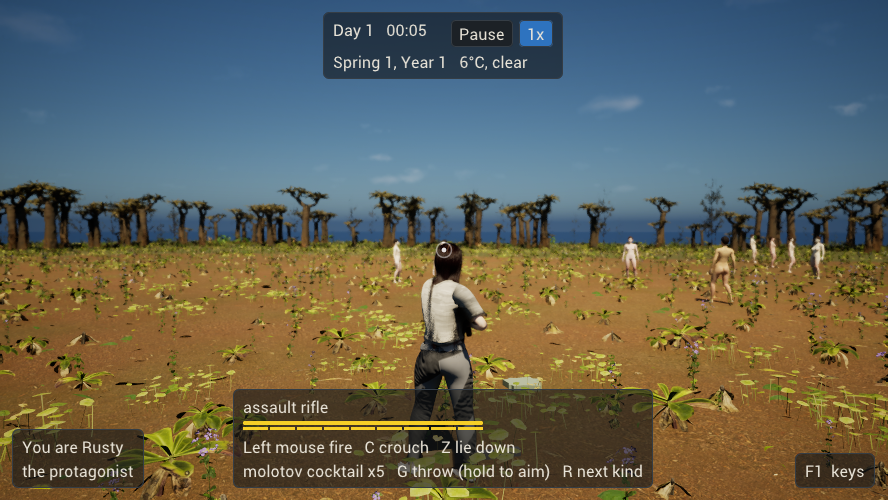 Day 1 00:05 Pause 1x
Spring 1, Year 1 6°C, clear
assault rifle
Left mouse fire C crouch Z lie down
molotov cocktail x5 G throw (hold to aim) R next kind
You are Rusty
the protagonist
F1 keys